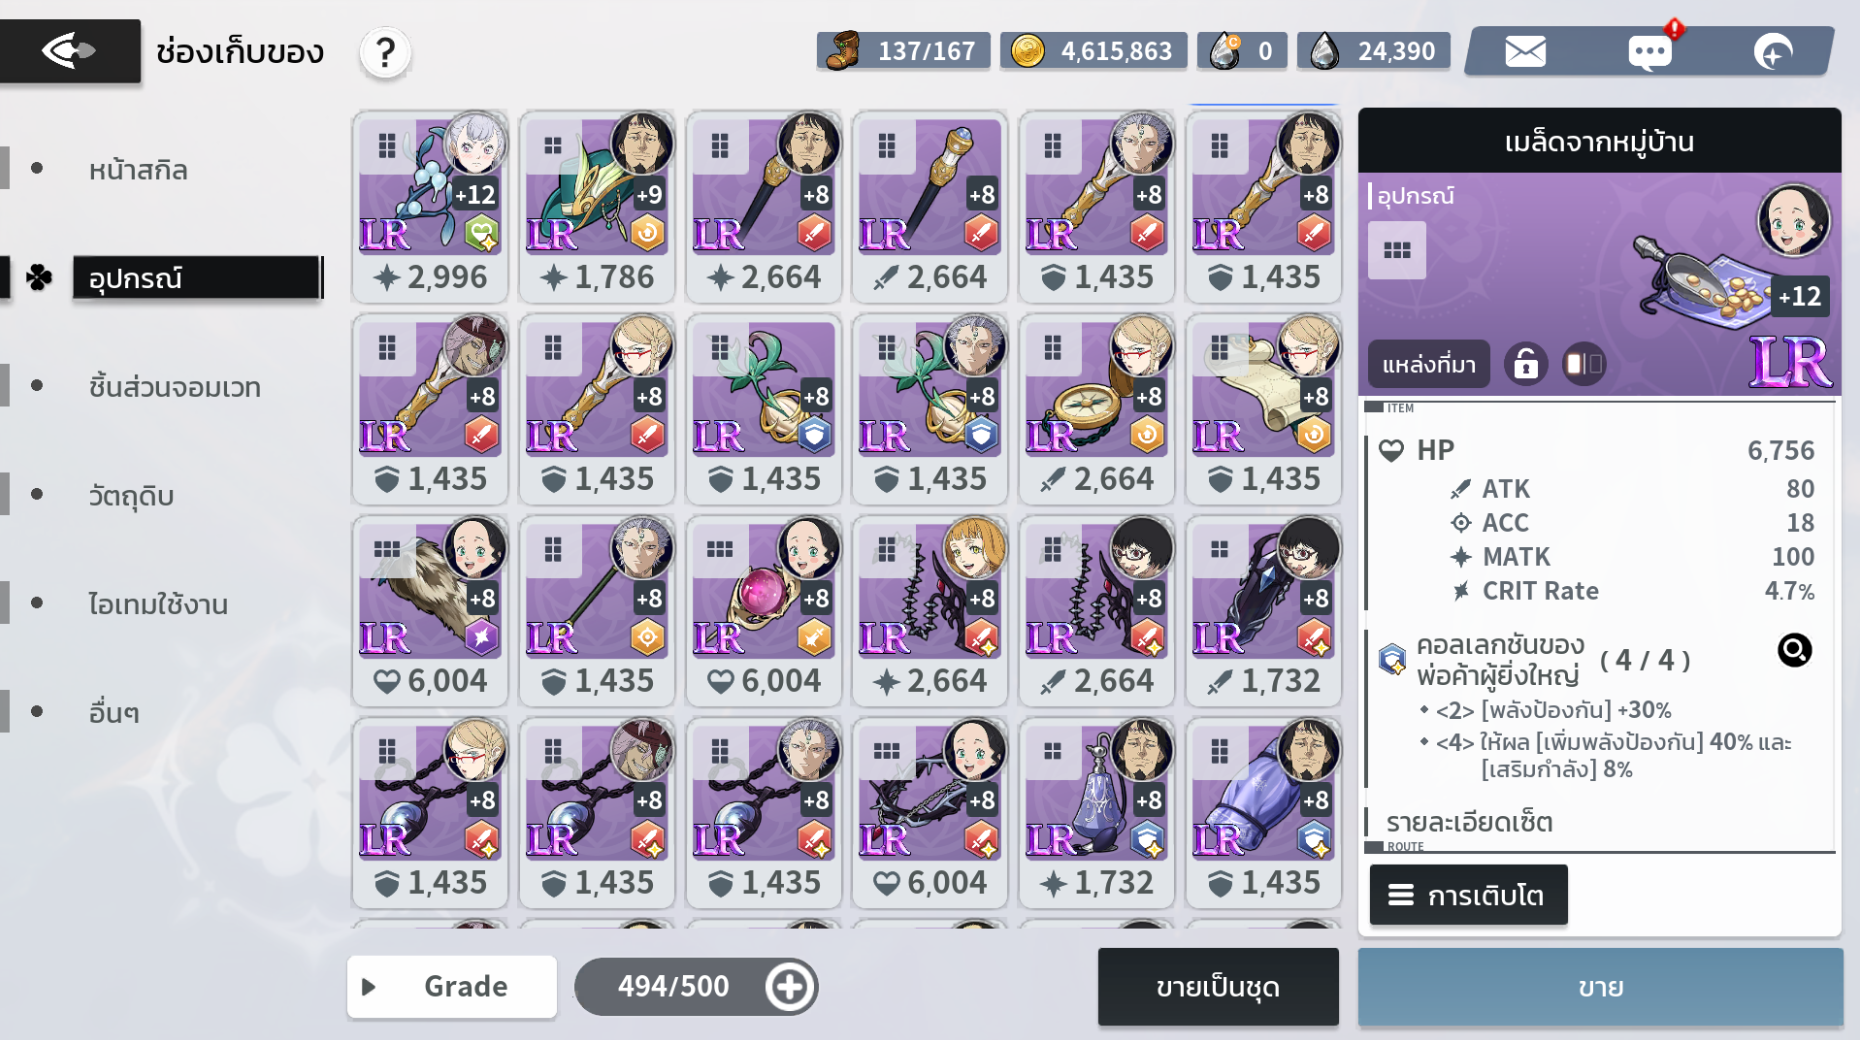 ช่องเก็บของ
?
137/167
4,615,863
0
24,390
หน้าสกิล
อุปกรณ์
ชิ้นส่วนจอมเวท
วัตถุดิบ
ไอเทมใช้งาน
อื่นๆ
+12 +9 +8 +8 +8 +8
LR LR LR LR LR LR
2,996 1,786 2,664 2,664 1,435 1,435
+8 +8 +8 +8 +8 +8
LR LR LR LR LR LR
1,435 1,435 1,435 1,435 2,664 1,435
+8 +8 +8 +8 +8 +8
LR LR LR LR LR LR
6,004 1,435 6,004 2,664 2,664 1,732
+8 +8 +8 +8 +8 +8
LR LR LR LR LR LR
1,435 1,435 1,435 6,004 1,732 1,435
Grade
494/500
ขายเป็นชุด
เมล็ดจากหมู่บ้าน
อุปกรณ์
+12
แหล่งที่มา
LR
ITEM
HP 6,756
ATK 80
ACC 18
MATK 100
CRIT Rate 4.7%
คอลเลกชันของ
พ่อค้าผู้ยิ่งใหญ่ ( 4 / 4 )
<2> [พลังป้องกัน] +30%
<4> ให้ผล [เพิ่มพลังป้องกัน] 40% และ
[เสริมกำลัง] 8%
รายละเอียดเซ็ต
ROUTE
การเติบโต
ขาย